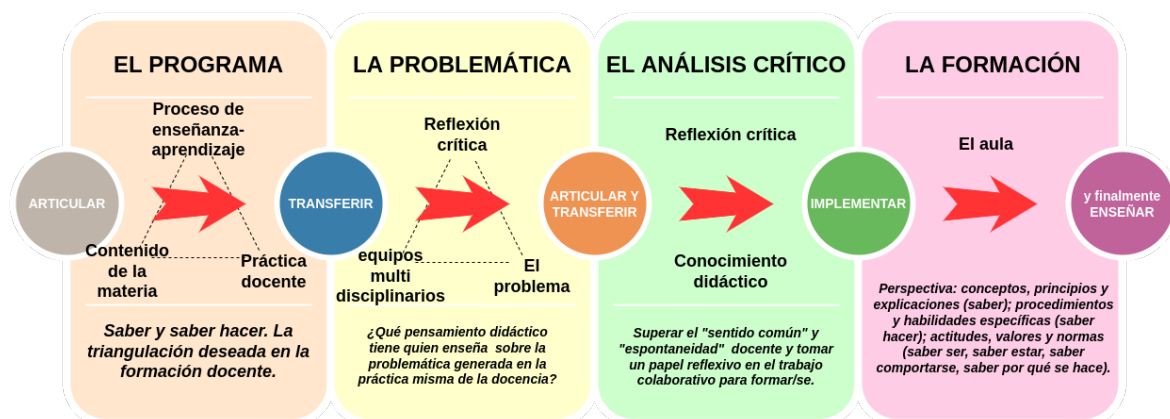 EL PROGRAMA
Proceso de
enseñanza-
aprendizaje
ARTICULAR
TRANSFERIR
Contenido
de la
materia
Práctica
docente
Saber y saber hacer. La
triangulación deseada en la
formación docente.
LA PROBLEMÁTICA
Reflexión
crítica
ARTICULAR Y
TRANSFERIR
equipos
multi
disciplinarios
El
problema
¿Qué pensamiento didáctico
tiene quien enseña sobre la
problemática generada en la
práctica misma de la docencia?
EL ANÁLISIS CRÍTICO
Reflexión crítica
IMPLEMENTAR
Conocimiento
didáctico
Superar el "sentido común" y
"espontaneidad" docente y tomar
un papel reflexivo en el trabajo
colaborativo para formar/se.
LA FORMACIÓN
El aula
y finalmente
ENSEÑAR
Perspectiva: conceptos, principios y
explicaciones (saber); procedimientos
y habilidades específicas (saber
hacer); actitudes, valores y normas
(saber ser, saber estar, saber
comportarse, saber por qué se hace).